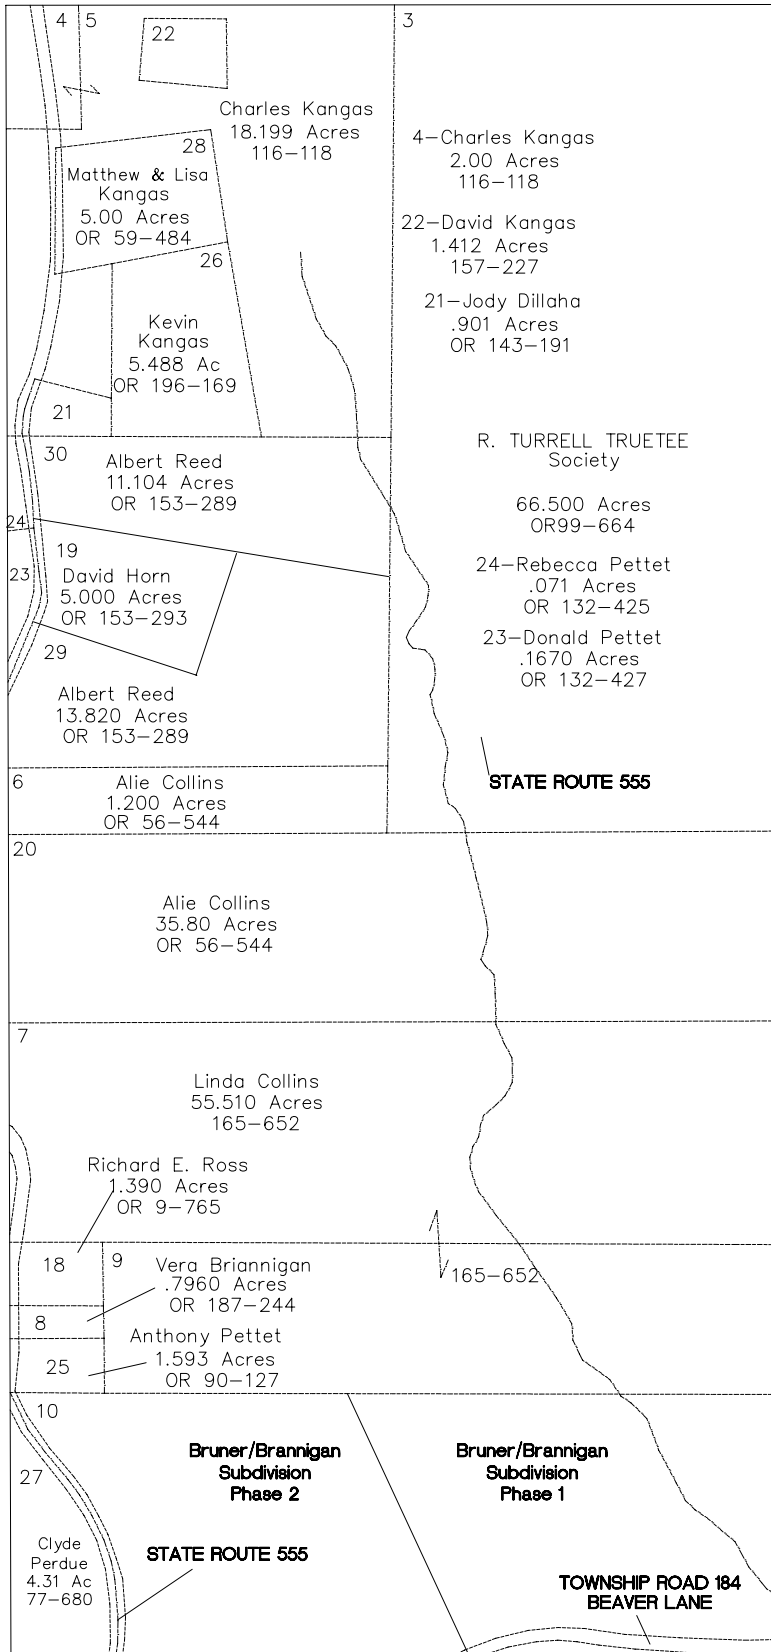 4
5
22
3
Charles Kangas
18.199 Acres
116-118
4-Charles Kangas
2.00 Acres
116-118
28
Matthew & Lisa
Kangas
5.00 Acres
OR 59-484
22-David Kangas
1.412 Acres
157-227
26
Kevin
Kangas
5.488 Ac
OR 196-169
21-Jody Dillaha
.901 Acres
OR 143-191
21
30
Albert Reed
11.104 Acres
OR 153-289
R. TURRELL TRUETEE
Society
66.500 Acres
OR99-664
24
19
23
David Horn
5.000 Acres
OR 153-293
24-Rebecca Pettet
.071 Acres
OR 132-425
23-Donald Pettet
.1670 Acres
OR 132-427
29
Albert Reed
13.820 Acres
OR 153-289
STATE ROUTE 555
6
Alie Collins
1.200 Acres
OR 56-544
20
Alie Collins
35.80 Acres
OR 56-544
7
Linda Collins
55.510 Acres
165-652
Richard E. Ross
1.390 Acres
OR 9-765
18
9
Vera Briannigan
.7960 Acres
OR 187-244
165-652
8
Anthony Pettet
1.593 Acres
OR 90-127
25
10
27
Bruner/Brannigan
Subdivision
Phase 2
Bruner/Brannigan
Subdivision
Phase 1
Clyde
Perdue
4.31 Ac
77-680
STATE ROUTE 555
TOWNSHIP ROAD 184
BEAVER LANE